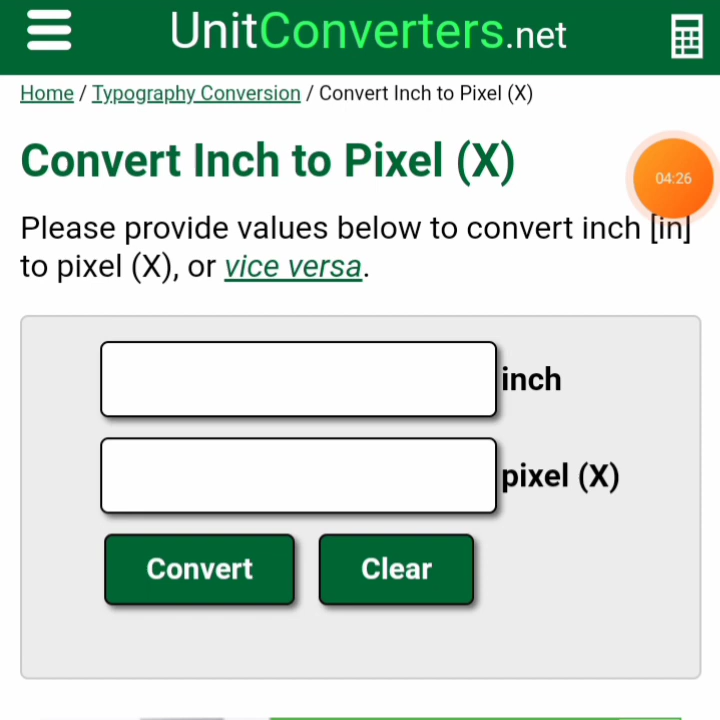 UnitConverters.net
Home / Typography Conversion / Convert Inch to Pixel (X)
Convert Inch to Pixel (X)
04:26
Please provide values below to convert inch [in]
to pixel (X), or vice versa.
inch
pixel (X)
Convert Clear